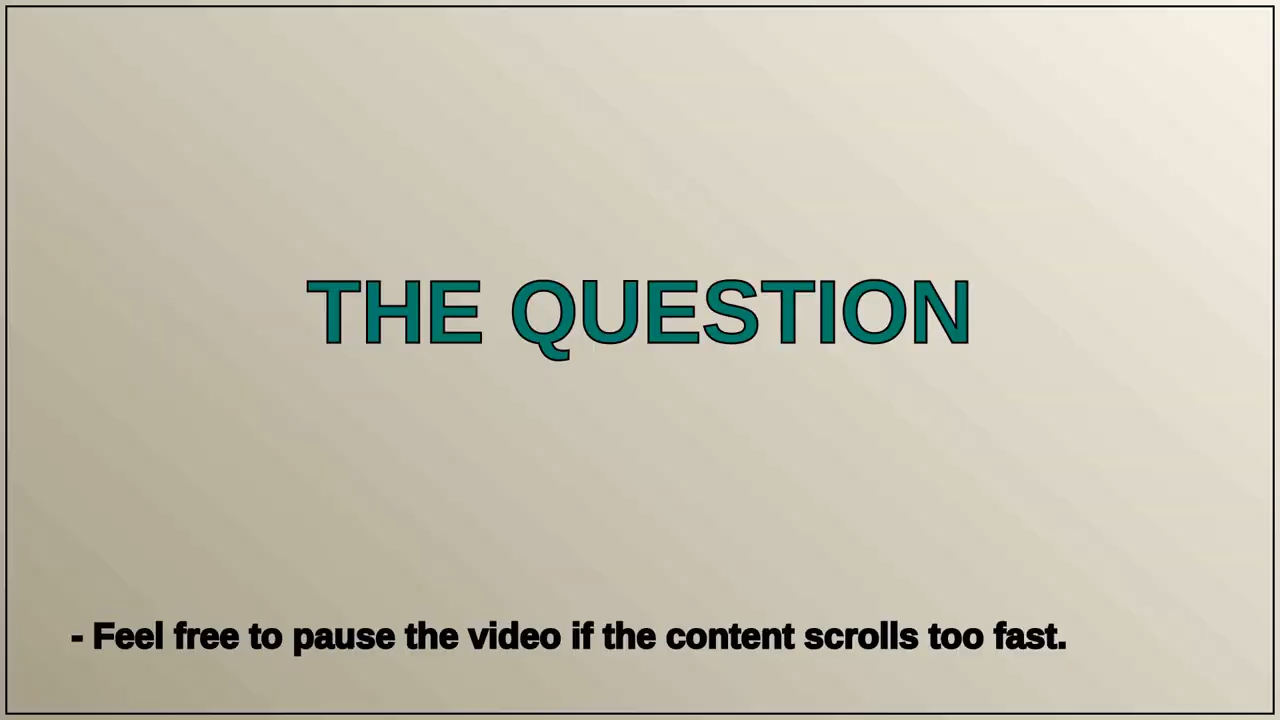 THE QUESTION
- Feel free to pause the video if the content scrolls too fast.